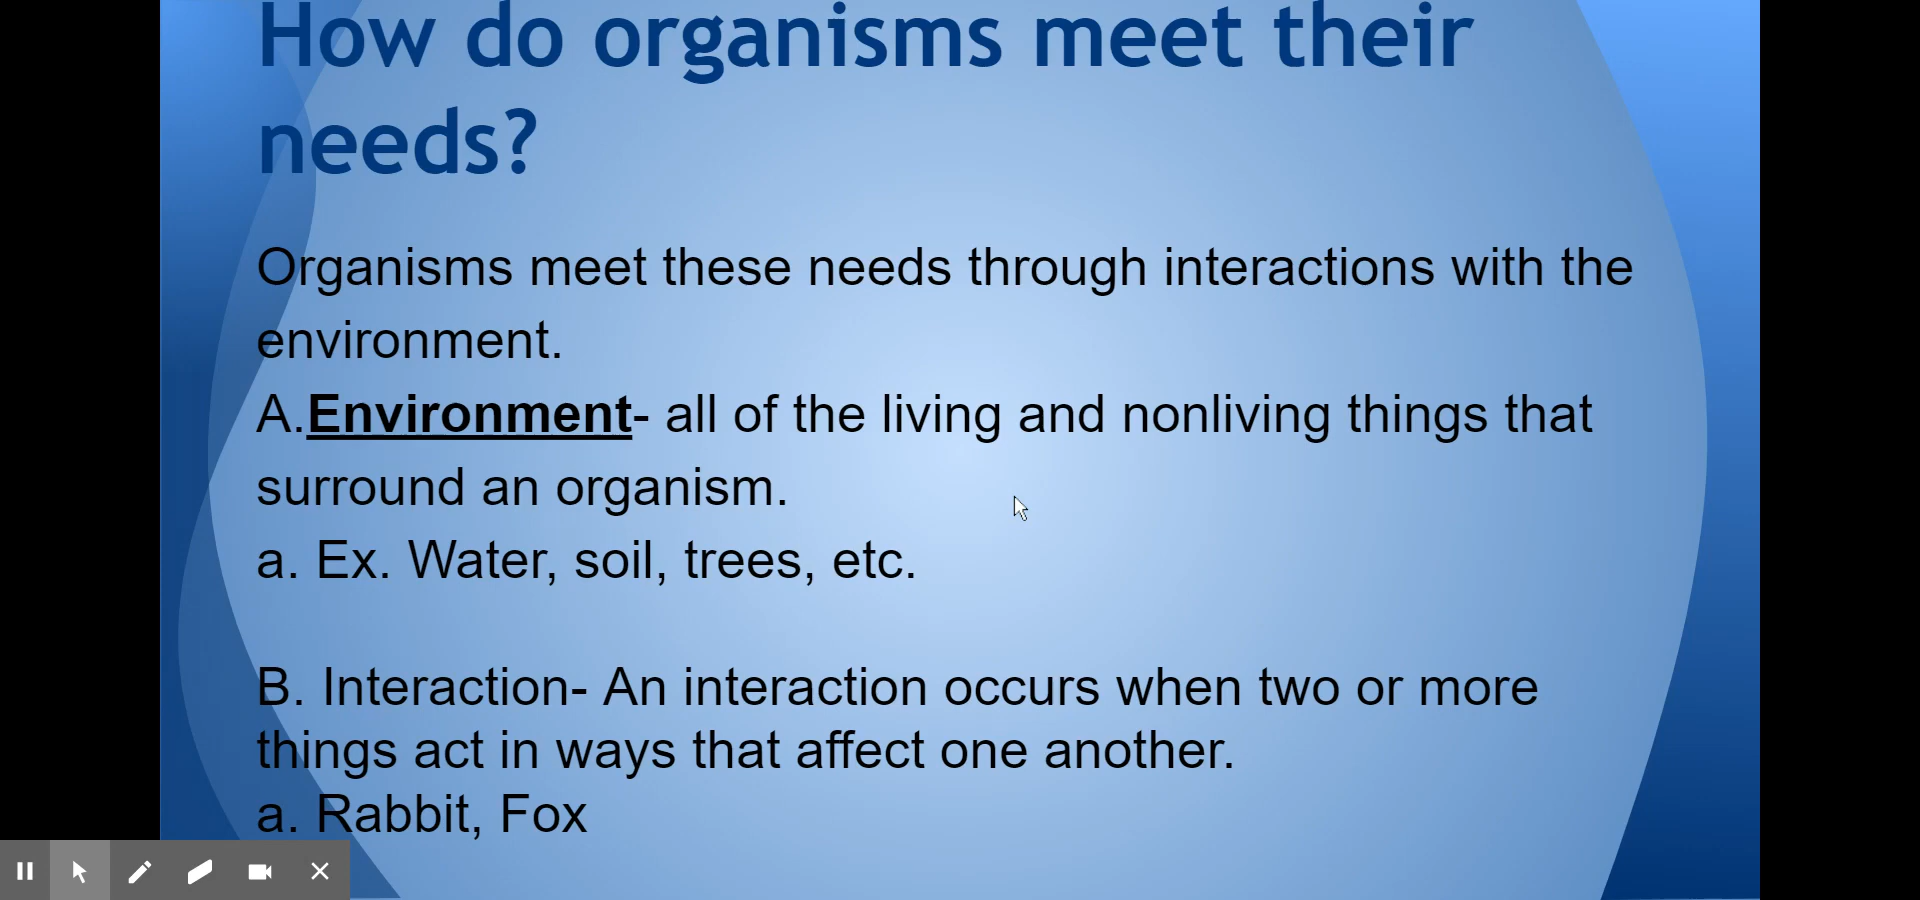 How do organisms meet their
needs?
Organisms meet these needs through interactions with the
environment.
A.Environment- all of the living and nonliving things that
surround an organism.
a. Ex. Water, soil, trees, etc.
B. Interaction- An interaction occurs when two or more
things act in ways that affect one another.
a. Rabbit, Fox